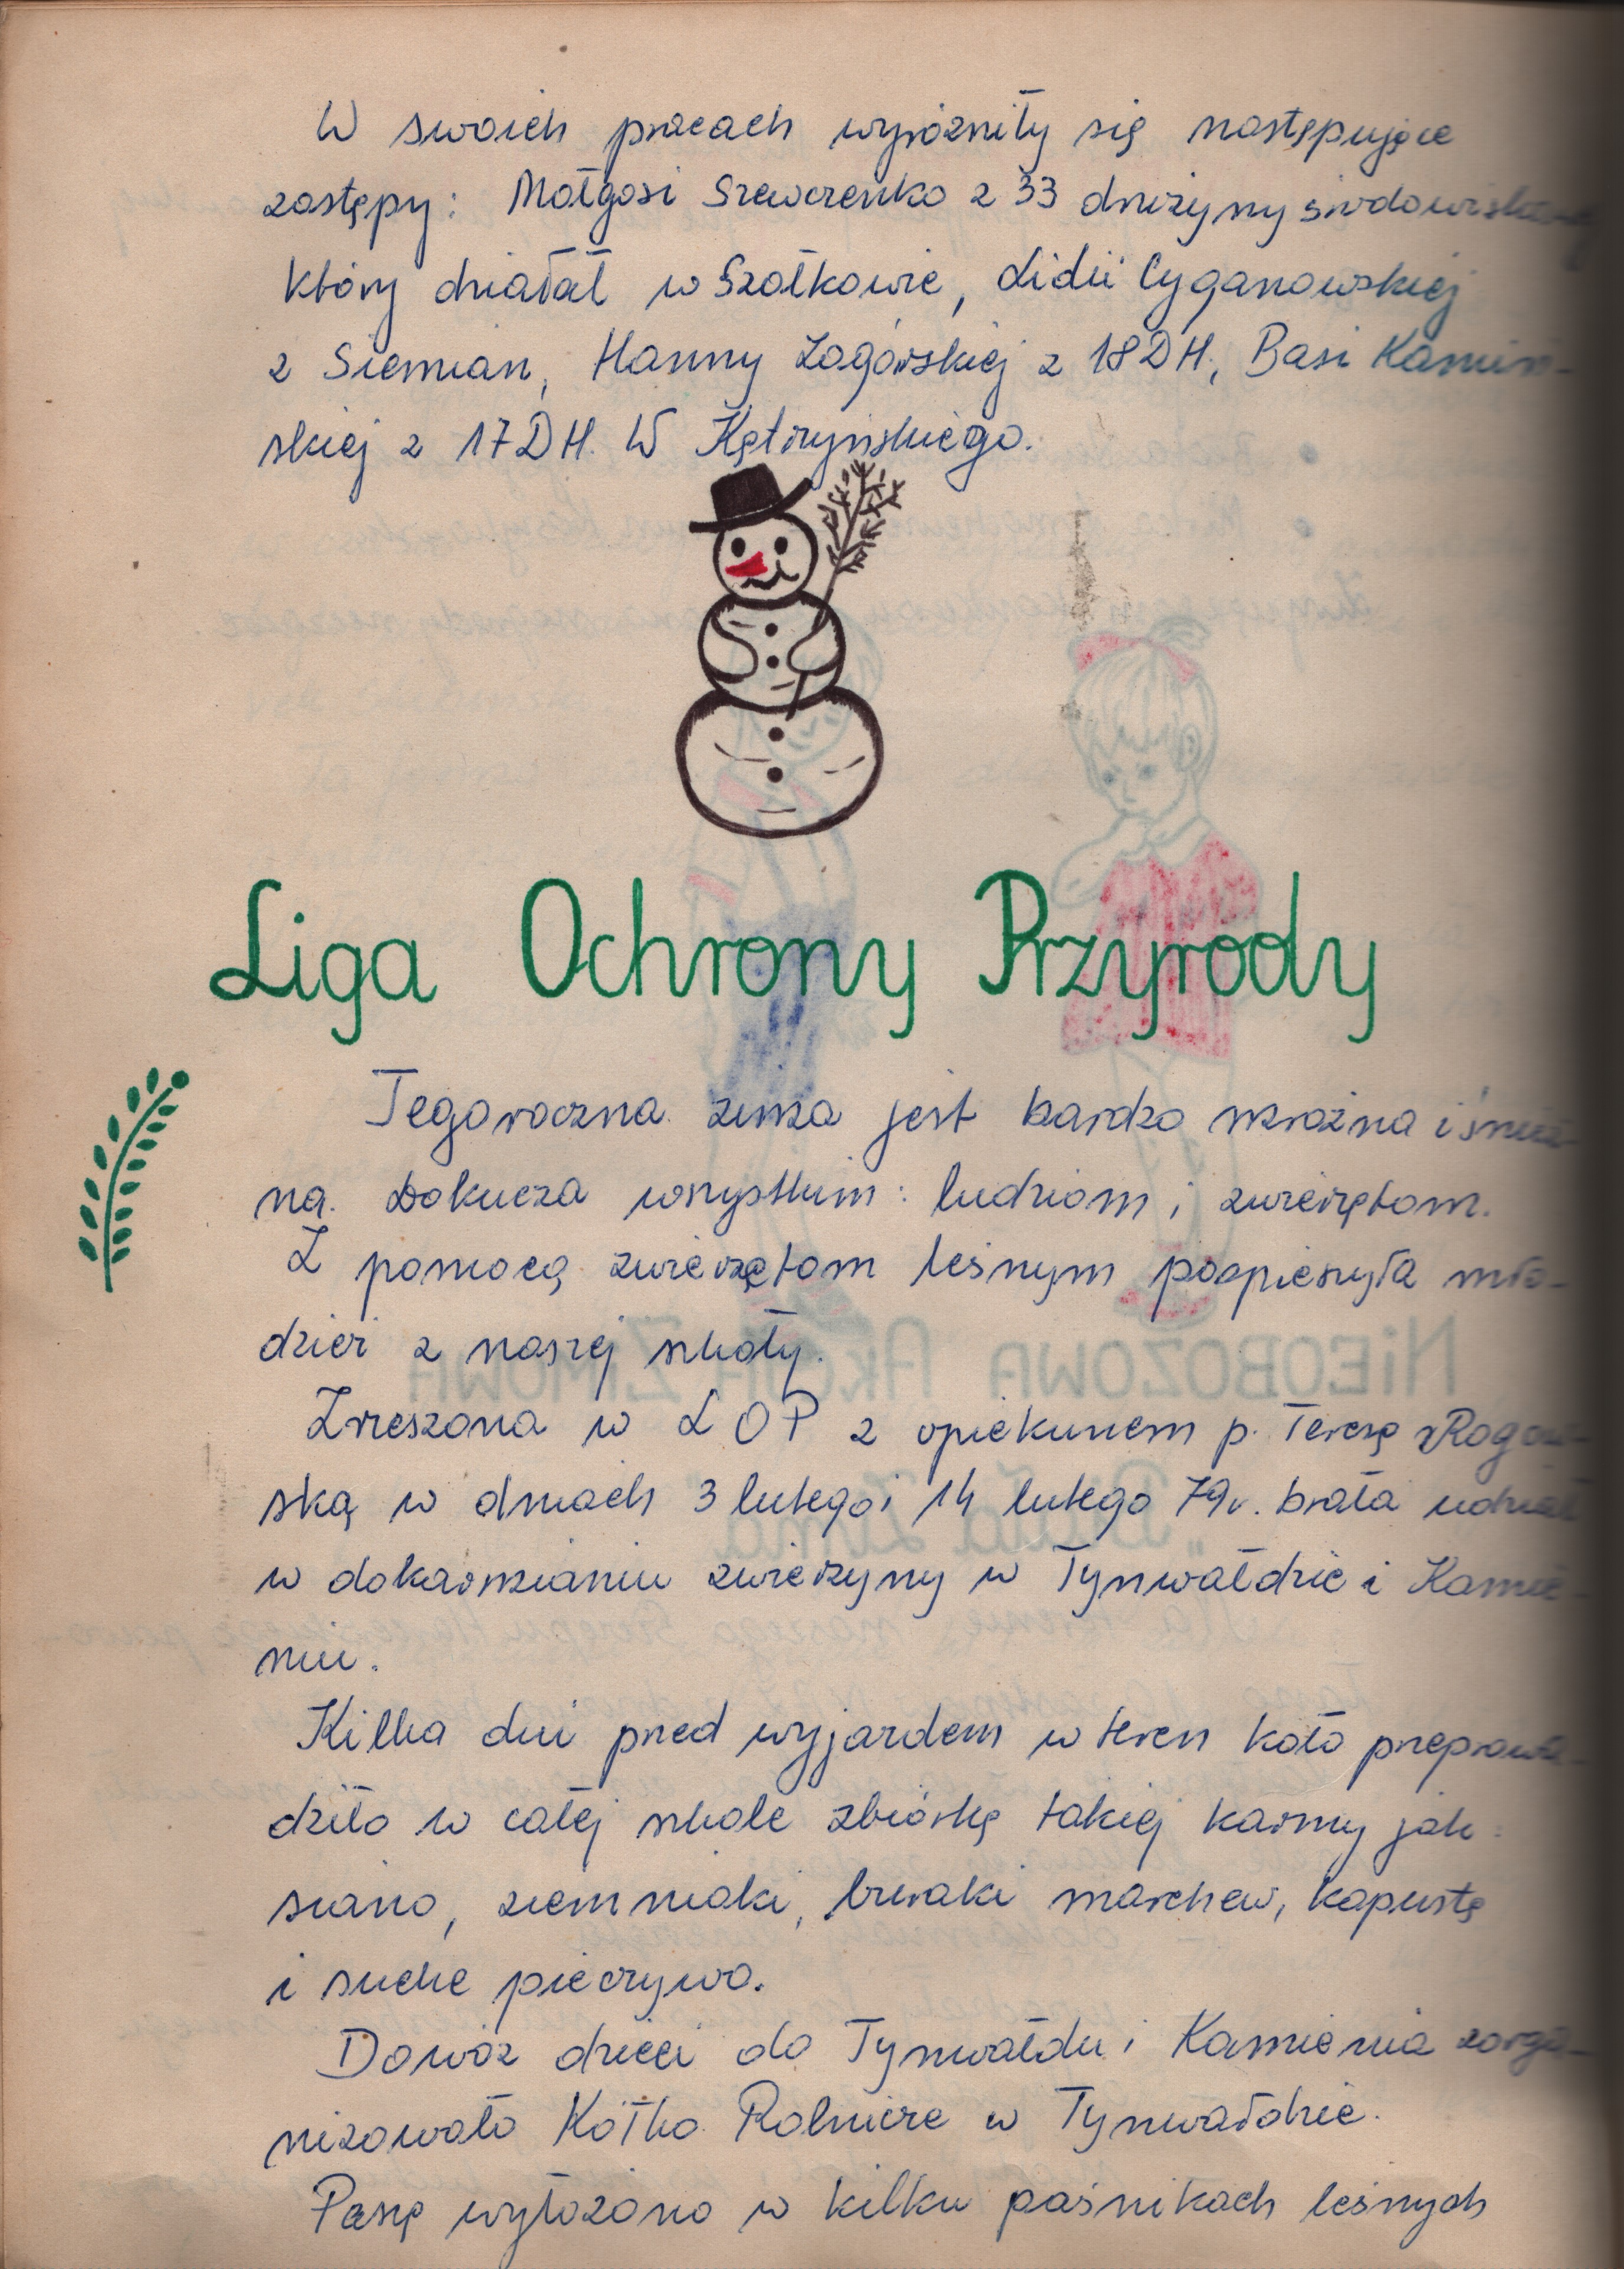 W swoich pracach wyróżniły się następujące
zastępy: Małgosi Szewczenko z 33 drużyny środowiskowej
który działał w Szałkowie, Lidii Cyganowskiej
z Siemian, Hanny Zagórskiej z 18 DH, Basi Kamiń-
skiej z 17 DH. W Kętrzyńskiego.
Liga Ochrony Przyrody
Tegoroczna zima jest bardzo mroźna i śnież-
na. Dokucza wszystkim: ludziom i zwierzętom.
Z pomocą zwierzętom leśnym pospieszyła mło-
dzież z naszej szkoły.
Zrzeszona w LOP z opiekunem p. Teresą Rogow-
ską w dniach 3 lutego i 14 lutego 79r. brała udział
w dokarmianiu zwierzyny w Tynwałdzie i Kamie-
niu.
Kilka dni przed wyjazdem w teren koło przeprowa-
dziło w całej szkole zbiórkę takiej karmy jak:
siano, ziemniaki, buraki marchew, kapustę
i suche pieczywo.
Dowóz dzieci do Tynwałdu i Kamienia zorga-
nizowało Kółko Rolnicze w Tynwałdzie.
Paszę wyłożono w kilku paśnikach leśnych